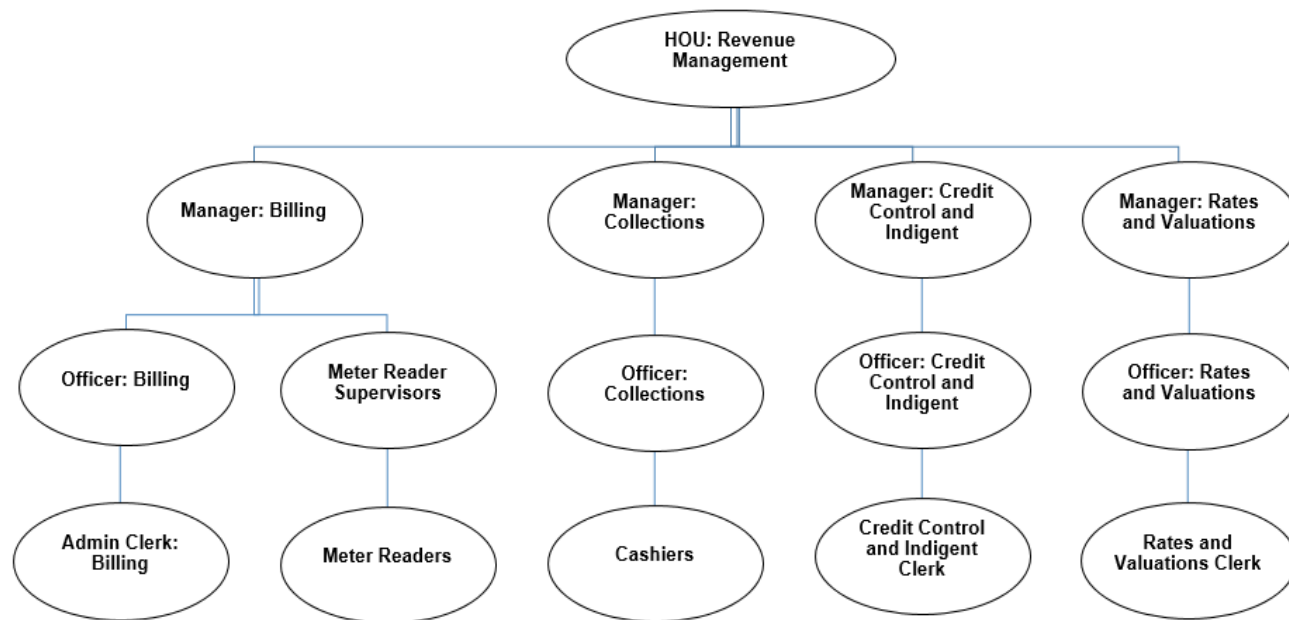 HOU: Revenue
Management
Manager: Billing
Manager:
Collections
Manager: Credit
Control and
Indigent
Manager: Rates
and Valuations
Officer: Billing
Meter Reader
Supervisors
Officer:
Collections
Officer: Credit
Control and
Indigent
Officer: Rates
and Valuations
Admin Clerk:
Billing
Meter Readers
Cashiers
Credit Control
and Indigent
Clerk
Rates and
Valuations Clerk